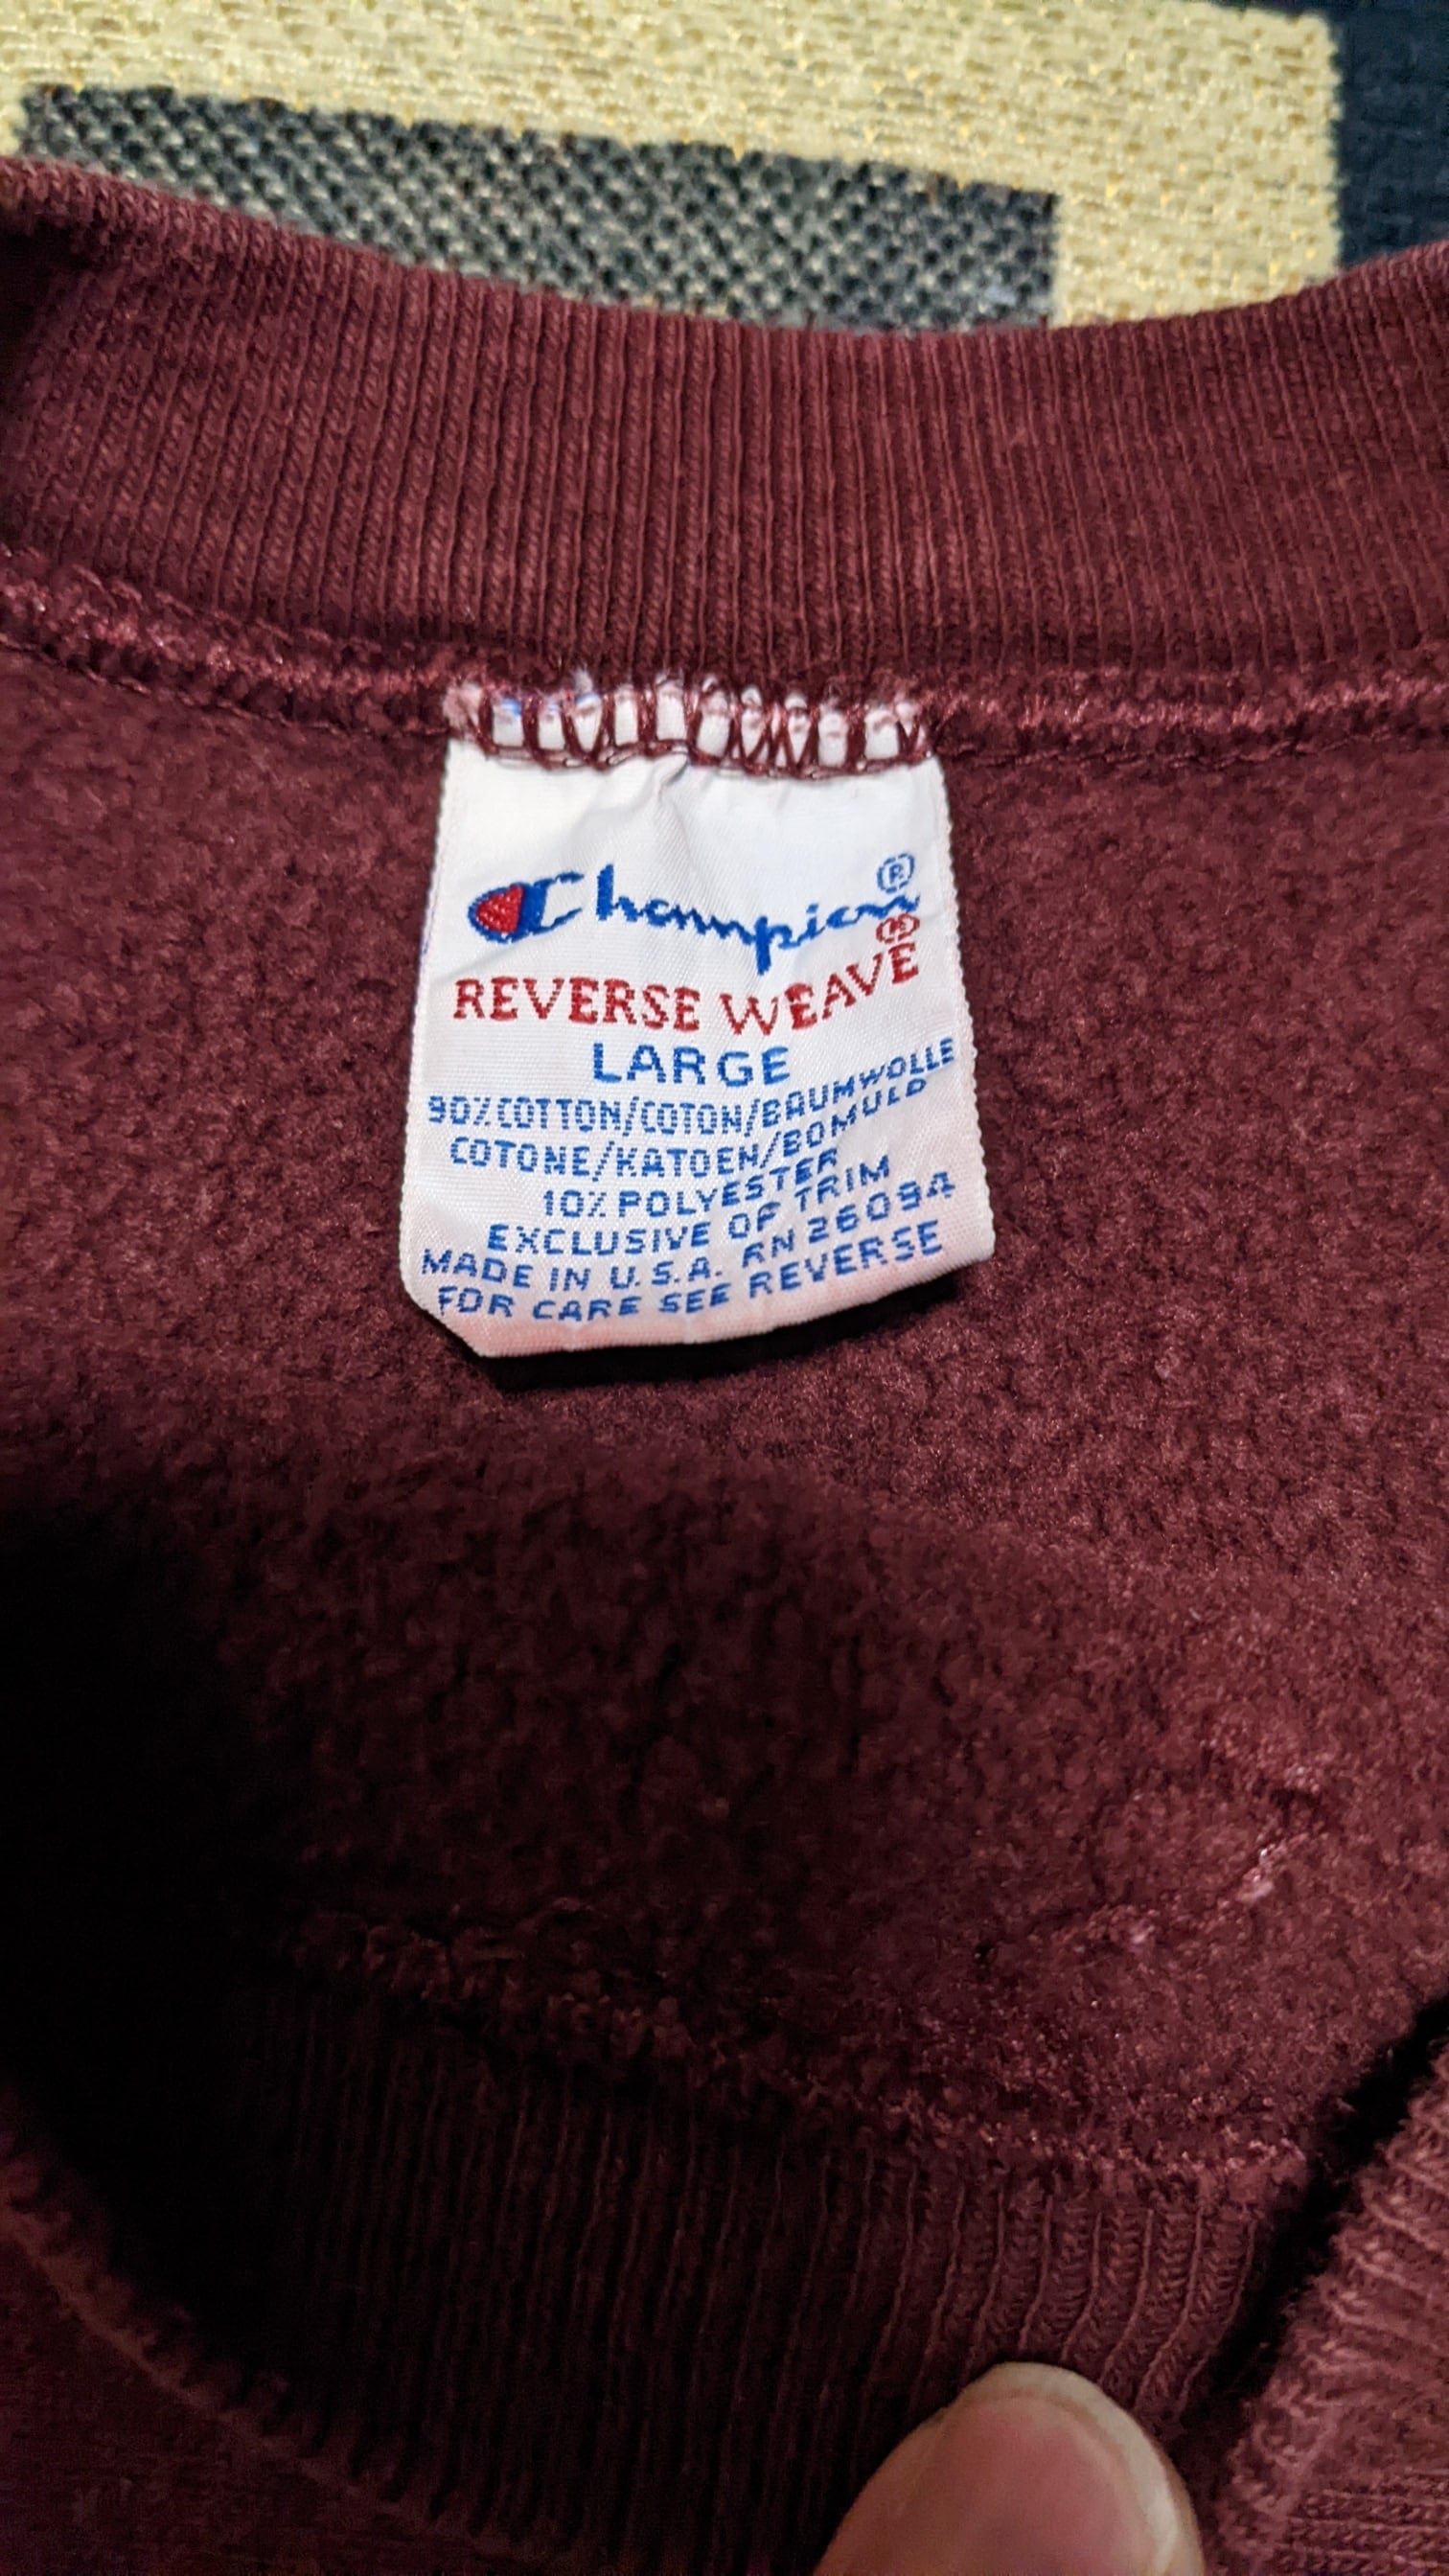 Champion®
REVERSE WEAVE®
LARGE
90% COTTON/COTON/BAUMWOLLE
COTONE/KATOEN/BOMULD
10% POLYESTER
EXCLUSIVE OF TRIM
MADE IN U.S.A. RN 26094
FOR CARE SEE REVERSE